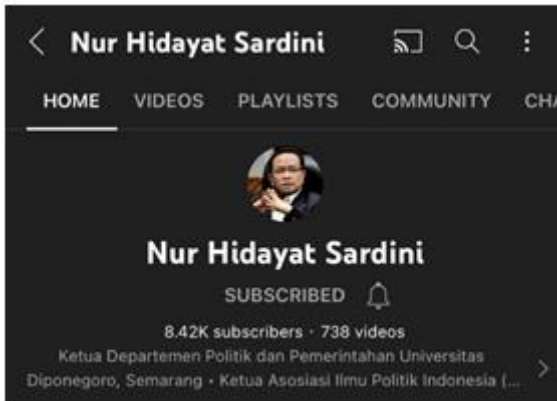 Nur Hidayat Sardini
HOME VIDEOS PLAYLISTS COMMUNITY CHA
Nur Hidayat Sardini
SUBSCRIBED
8.42K subscribers · 738 videos
Ketua Departemen Politik dan Pemerintahan Universitas
Diponegoro, Semarang • Ketua Asosiasi Ilmu Politik Indonesia (...